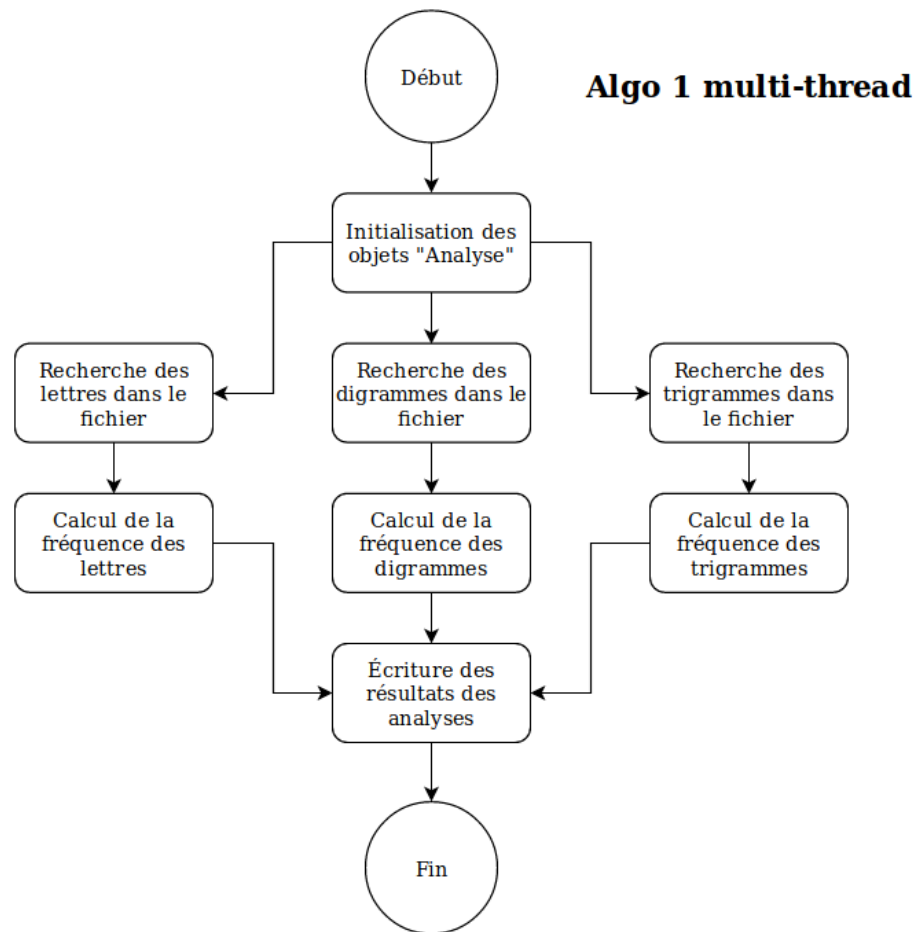 Début
Algo 1 multi-thread
Initialisation des
objets "Analyse"
Recherche des
lettres dans le
fichier
Recherche des
digrammes dans le
fichier
Recherche des
trigrammes dans
le fichier
Calcul de la
fréquence des
lettres
Calcul de la
fréquence des
digrammes
Calcul de la
fréquence des
trigrammes
Écriture des
résultats des
analyses
Fin